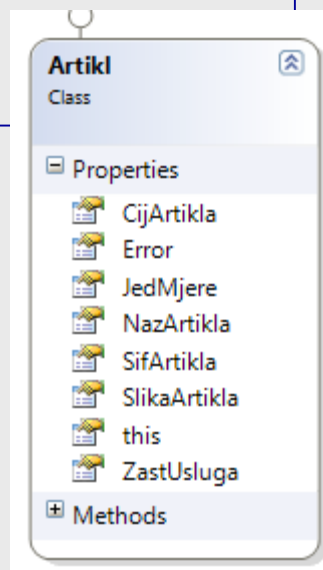 Artikl
Class
Properties
CijArtikla
Error
JedMjere
NazArtikla
SifArtikla
SlikaArtikla
this
ZastUsluga
Methods